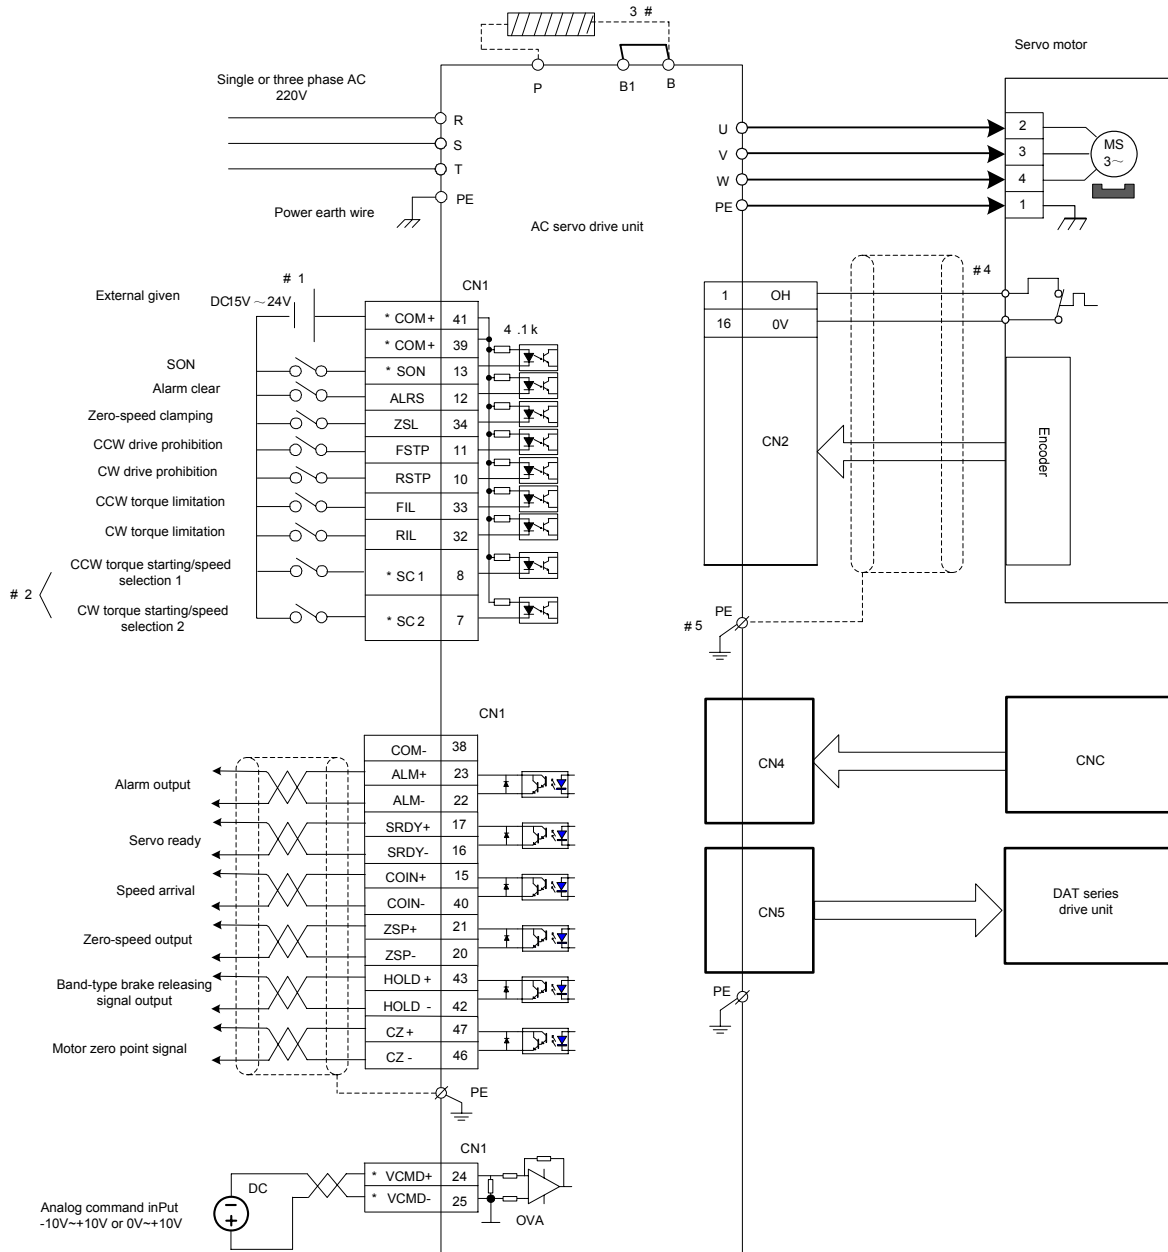 3 #
Servo motor
Single or three phase AC
220V
P
B1
B
R
S
T
PE
Power earth wire
U
V
W
PE
2
3
4
1
MS
3～
AC servo drive unit
# 1
External given
DC15V ～ 24V
CN1
* COM+ 41
* COM+ 39
4 .1 k
SON
* SON 13
Alarm clear
ALRS 12
Zero-speed clamping
ZSL 34
CCW drive prohibition
FSTP 11
CW drive prohibition
RSTP 10
CCW torque limitation
FIL 33
CW torque limitation
RIL 32
CCW torque starting/speed
selection 1
* SC 1 8
# 2
CW torque starting/speed
selection 2
* SC 2 7
1 OH
16 0V
CN2
#4
Encoder
PE
#5
CN4
CNC
CN5
DAT series
drive unit
PE
CN1
COM- 38
Alarm output
ALM+ 23
ALM- 22
Servo ready
SRDY+ 17
SRDY- 16
Speed arrival
COIN+ 15
COIN- 40
Zero-speed output
ZSP+ 21
ZSP- 20
Band-type brake releasing
signal output
HOLD + 43
HOLD - 42
Motor zero point signal
CZ + 47
CZ - 46
PE
CN1
DC
* VCMD+ 24
* VCMD- 25
OVA
Analog command inPut
-10V~+10V or 0V~+10V